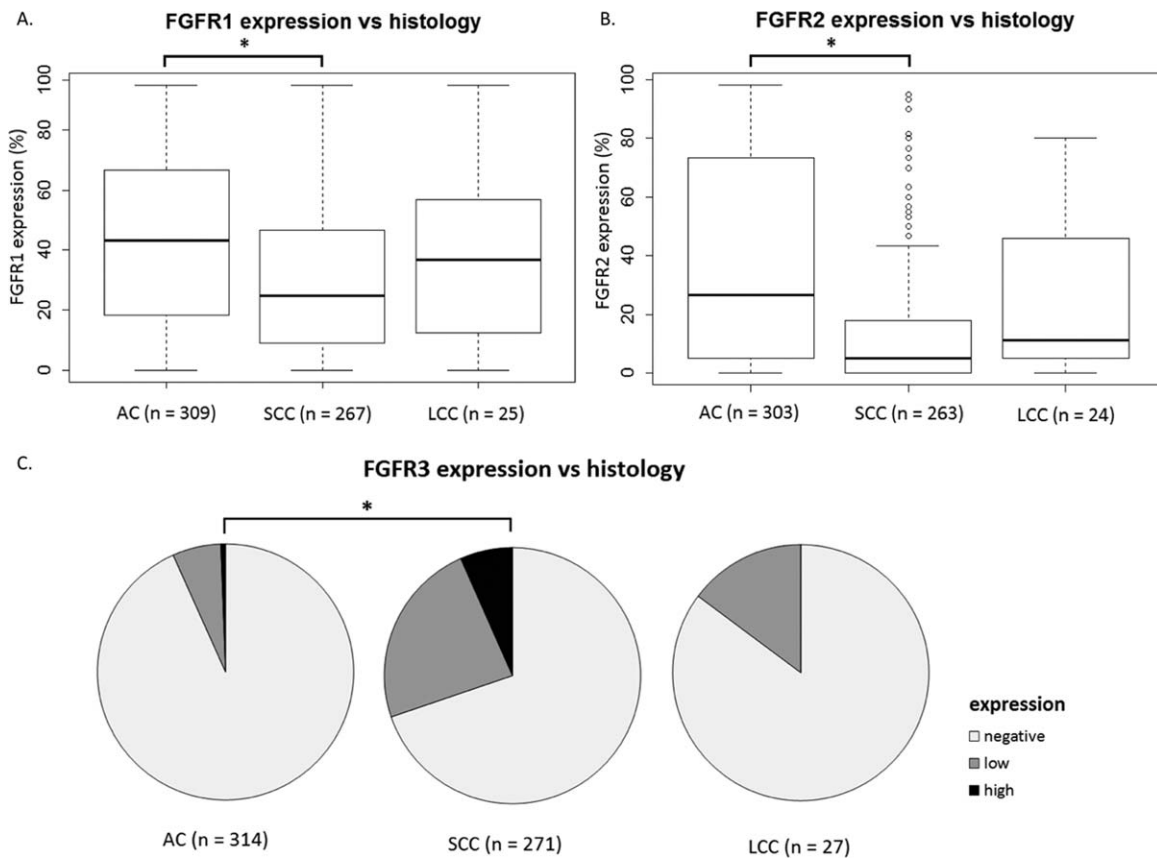 A.
FGFR1 expression vs histology
*
FGFR1 expression (%)
100
80
60
40
20
0
AC (n = 309) SCC (n = 267) LCC (n = 25)
B.
FGFR2 expression vs histology
*
FGFR2 expression (%)
100
80
60
40
20
0
AC (n = 303) SCC (n = 263) LCC (n = 24)
C.
FGFR3 expression vs histology
*
expression
negative
low
high
AC (n = 314) SCC (n = 271) LCC (n = 27)